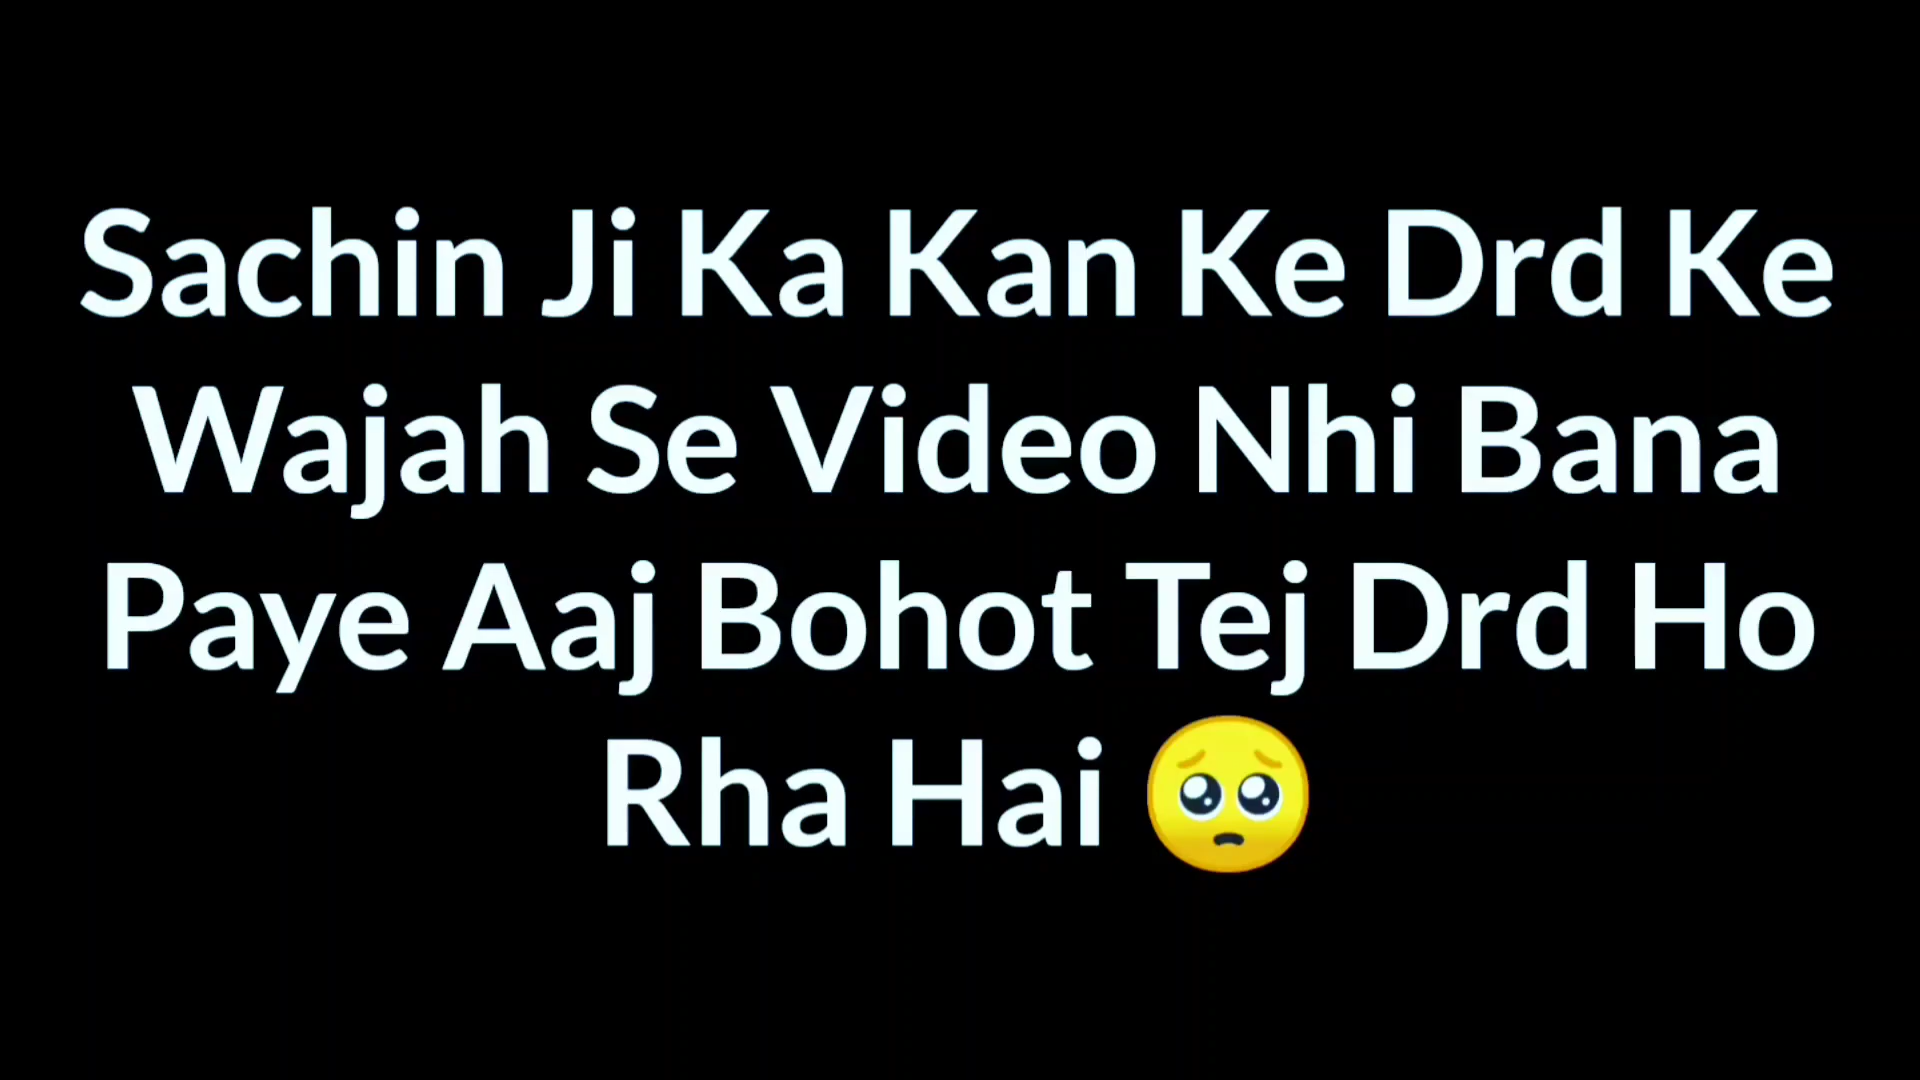 Sachin Ji Ka Kan Ke Drd Ke
Wajah Se Video Nhi Bana
Paye Aaj Bohot Tej Drd Ho
Rha Hai 🥺